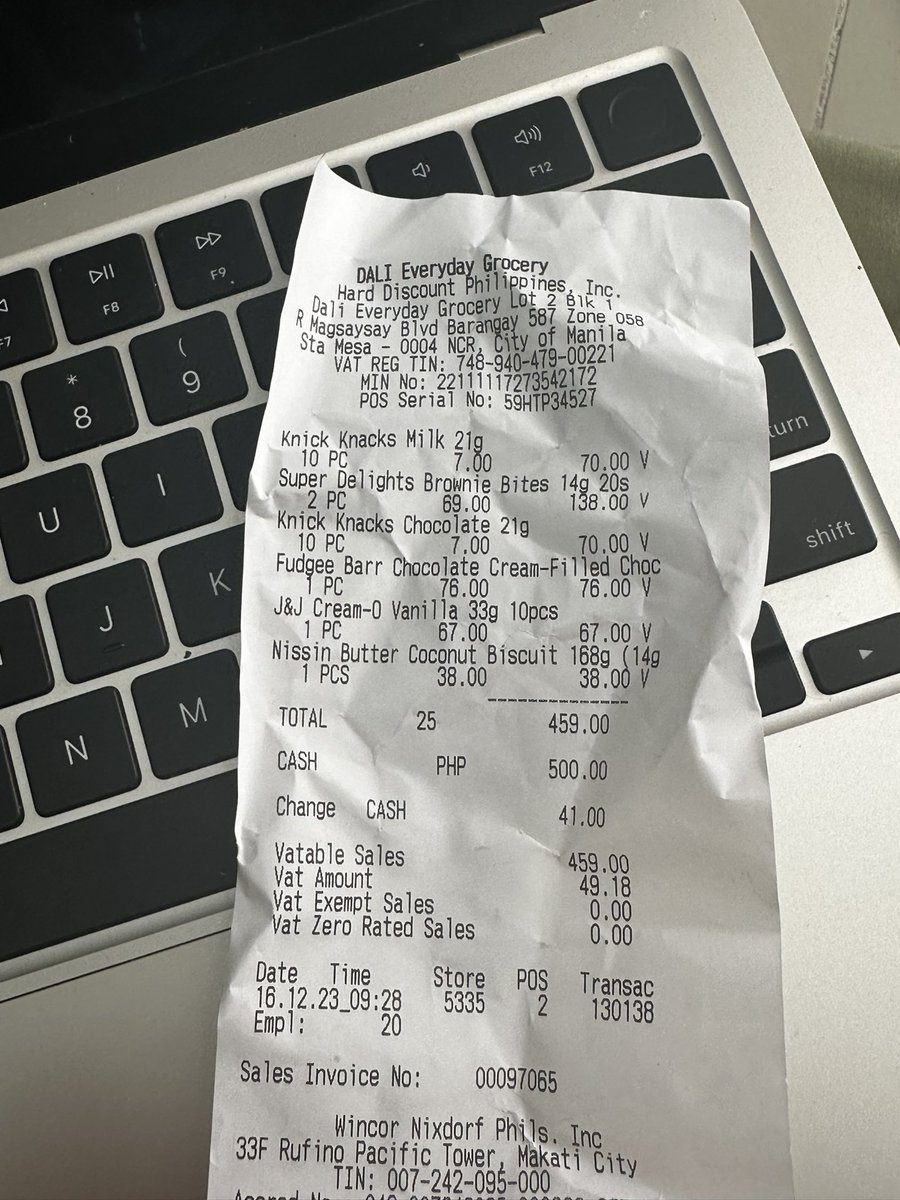 DALI Everyday Grocery
Hard Discount Philippines, Inc.
Dali Everyday Grocery Lot 2 Blk 1
R Magsaysay Blvd Barangay 587 Zone 058
Sta Mesa - 0004 NCR, City of Manila
VAT REG TIN: 748-940-479-00221
MIN No: 22111117273542172
POS Serial No: 59HTP34527
Knick Knacks Milk 21g
10 PC 7.00 70.00 V
Super Delights Brownie Bites 14g 20s
2 PC 69.00 138.00 V
Knick Knacks Chocolate 21g
10 PC 7.00 70.00 V
Fudgee Barr Chocolate Cream-Filled Choc
1 PC 76.00 76.00 V
J&J Cream-O Vanilla 33g 10pcs
1 PC 67.00 67.00 V
Nissin Butter Coconut Biscuit 168g (14g
1 PCS 38.00 38.00 V
TOTAL 25 459.00
CASH PHP 500.00
Change CASH 41.00
Vatable Sales 459.00
Vat Amount 49.18
Vat Exempt Sales 0.00
Vat Zero Rated Sales 0.00
Date Time Store POS Transac
16.12.23_09:28 5335 2 130138
Empl: 20
Sales Invoice No: 00097065
Wincor Nixdorf Phils. Inc
33F Rufino Pacific Tower, Makati City
TIN: 007-242-095-000
F7
F8
F9
F12
*
8
(
9
U
I
J
K
N
M
turn
shift